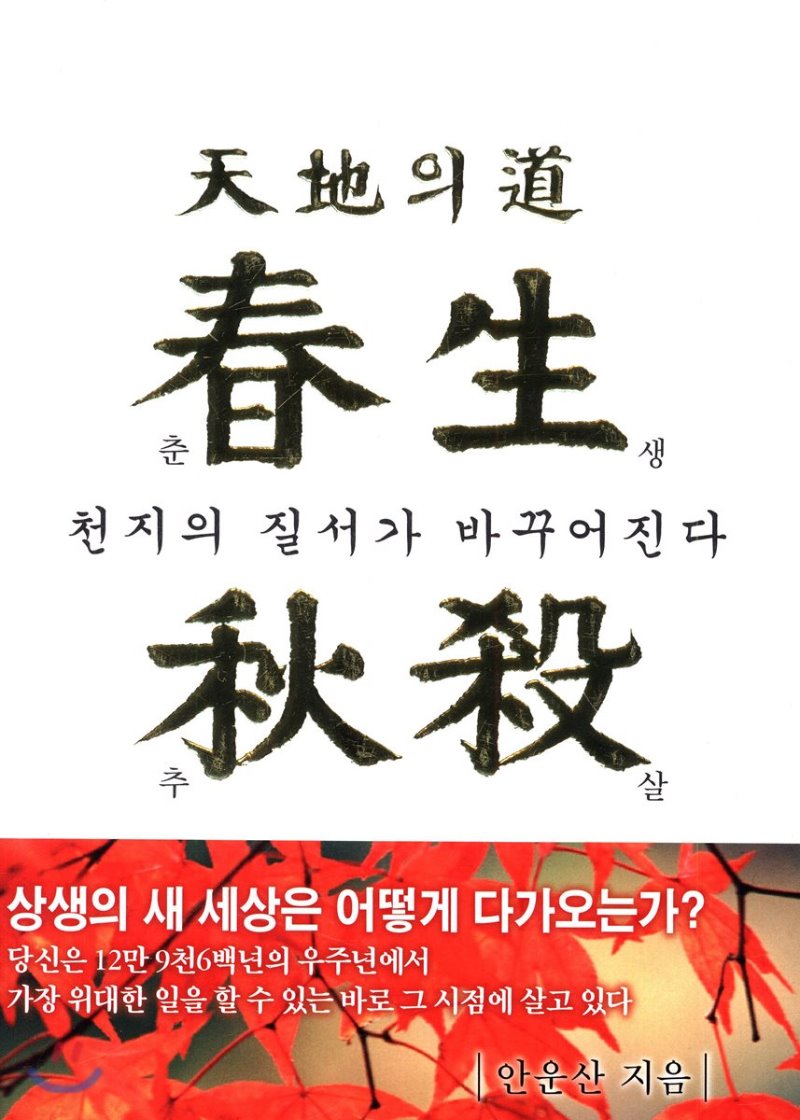 天地의 道
春生
춘 생
천지의 질서가 바꾸어진다
秋殺
추 살
상생의 새 세상은 어떻게 다가오는가?
당신은 12만 9천6백년의 우주년에서
가장 위대한 일을 할 수 있는 바로 그 시점에 살고 있다
|안운산 지음|